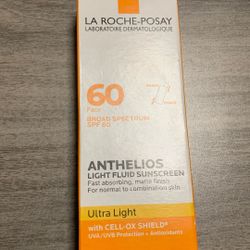 LA ROCHE-POSAY
LABORATOIRE DERMATOLOGIQUE
60
Face
BROAD SPECTRUM
SPF 60
ANTHELIOS
LIGHT FLUID SUNSCREEN
Fast absorbing, matte finish
For normal to combination skin
Ultra Light
with CELL-OX SHIELD®
UVA/UVB Protection + Antioxidants